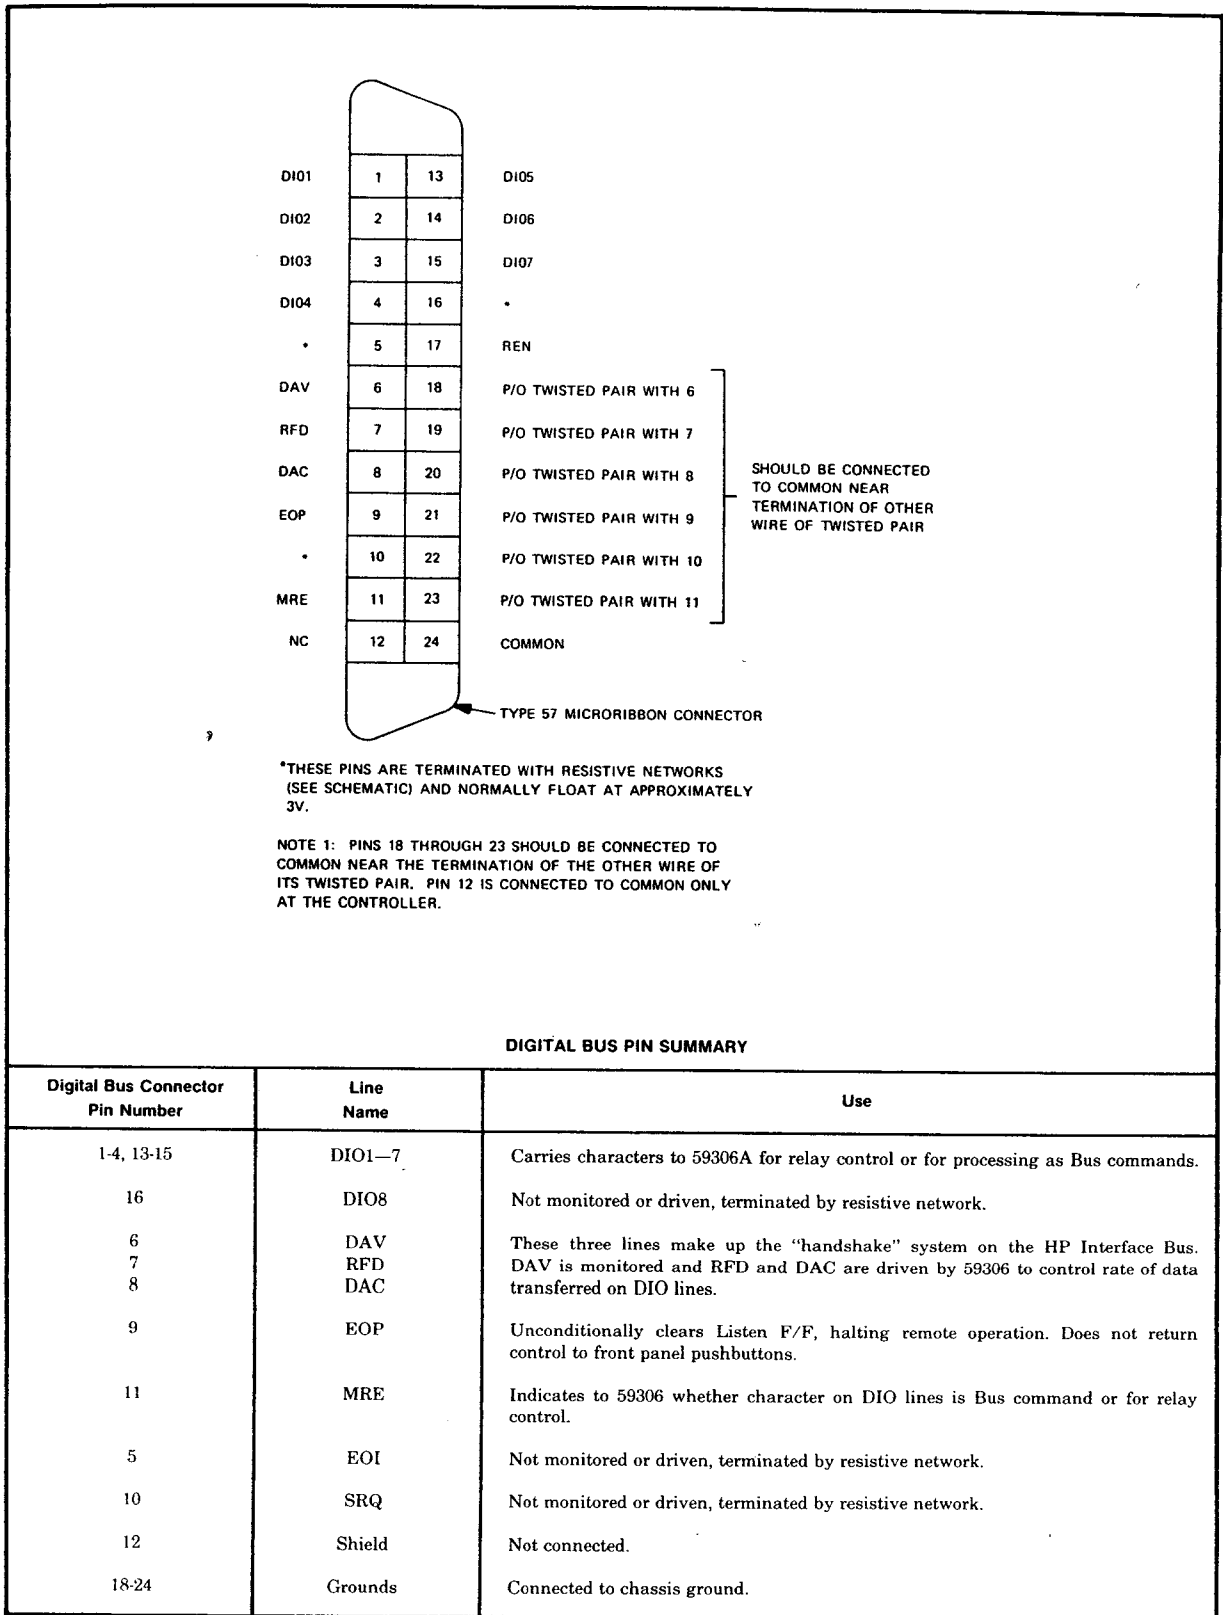 DI01 1 13 DI05
DI02 2 14 DI06
DI03 3 15 DI07
DI04 4 16 *
* 5 17 REN
DAV 6 18 P/O TWISTED PAIR WITH 6
RFD 7 19 P/O TWISTED PAIR WITH 7
DAC 8 20 P/O TWISTED PAIR WITH 8
EOP 9 21 P/O TWISTED PAIR WITH 9
* 10 22 P/O TWISTED PAIR WITH 10
MRE 11 23 P/O TWISTED PAIR WITH 11
NC 12 24 COMMON
SHOULD BE CONNECTED
TO COMMON NEAR
TERMINATION OF OTHER
WIRE OF TWISTED PAIR
TYPE 57 MICRORIBBON CONNECTOR
*THESE PINS ARE TERMINATED WITH RESISTIVE NETWORKS
(SEE SCHEMATIC) AND NORMALLY FLOAT AT APPROXIMATELY
3V.
NOTE 1: PINS 18 THROUGH 23 SHOULD BE CONNECTED TO
COMMON NEAR THE TERMINATION OF THE OTHER WIRE OF
ITS TWISTED PAIR. PIN 12 IS CONNECTED TO COMMON ONLY
AT THE CONTROLLER.
DIGITAL BUS PIN SUMMARY
Digital Bus Connector
Pin Number
Line
Name
Use
1-4, 13-15 DIO1—7 Carries characters to 59306A for relay control or for processing as Bus commands.
16 DIO8 Not monitored or driven, terminated by resistive network.
6 DAV These three lines make up the "handshake" system on the HP Interface Bus.
7 RFD DAV is monitored and RFD and DAC are driven by 59306 to control rate of data
8 DAC transferred on DIO lines.
9 EOP Unconditionally clears Listen F/F, halting remote operation. Does not return
control to front panel pushbuttons.
11 MRE Indicates to 59306 whether character on DIO lines is Bus command or for relay
control.
5 EOI Not monitored or driven, terminated by resistive network.
10 SRQ Not monitored or driven, terminated by resistive network.
12 Shield Not connected.
18-24 Grounds Connected to chassis ground.